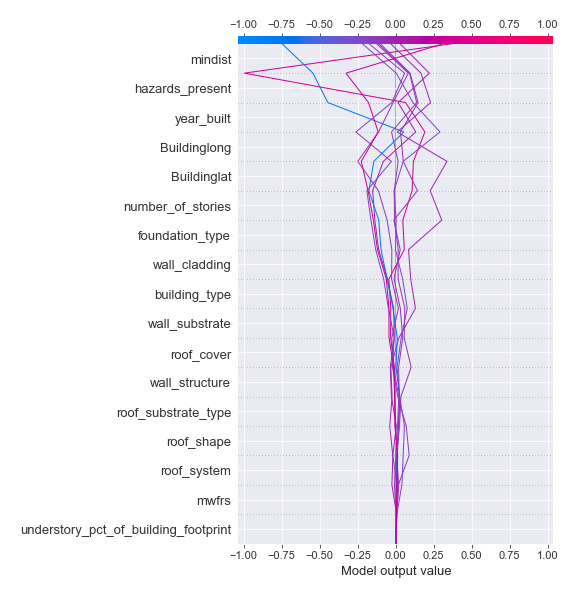 −1.00 −0.75 −0.50 −0.25 0.00 0.25 0.50 0.75 1.00
mindist
hazards_present
year_built
Buildinglong
Buildinglat
number_of_stories
foundation_type
wall_cladding
building_type
wall_substrate
roof_cover
wall_structure
roof_substrate_type
roof_shape
roof_system
mwfrs
understory_pct_of_building_footprint
−1.00 −0.75 −0.50 −0.25 0.00 0.25 0.50 0.75 1.00
Model output value